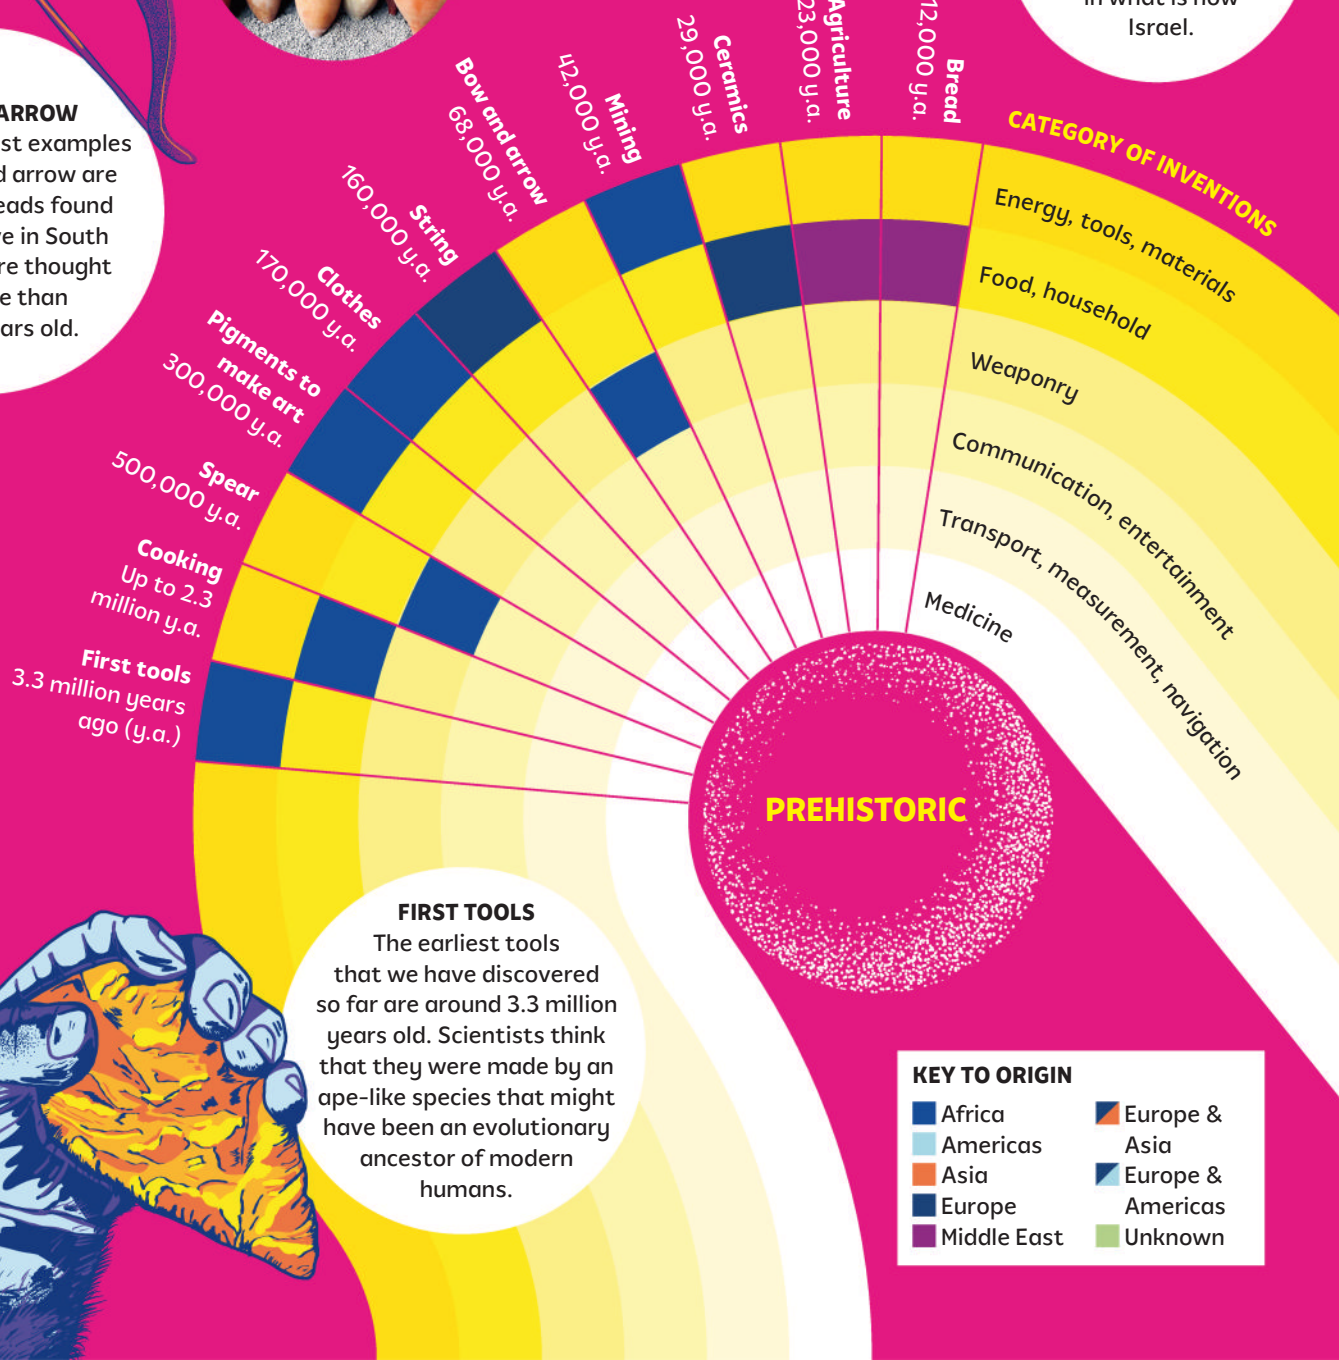 in what is now
Israel.
ARROW
st examples
d arrow are
eads found
ve in South
re thought
e than
ars old.
First tools
3.3 million years
ago (y.a.)
Cooking
Up to 2.3
million y.a.
Spear
500,000 y.a.
Pigments to
make art
300,000 y.a.
Clothes
170,000 y.a.
String
160,000 y.a.
Bow and arrow
68,000 y.a.
Mining
42,000 y.a.
Ceramics
29,000 y.a.
Agriculture
23,000 y.a.
Bread
12,000 y.a.
CATEGORY OF INVENTIONS
Energy, tools, materials
Food, household
Weaponry
Communication, entertainment
Transport, measurement, navigation
Medicine
PREHISTORIC
FIRST TOOLS
The earliest tools
that we have discovered
so far are around 3.3 million
years old. Scientists think
that they were made by an
ape-like species that might
have been an evolutionary
ancestor of modern
humans.
KEY TO ORIGIN
Africa
Americas
Asia
Europe
Middle East
Europe &
Asia
Europe &
Americas
Unknown